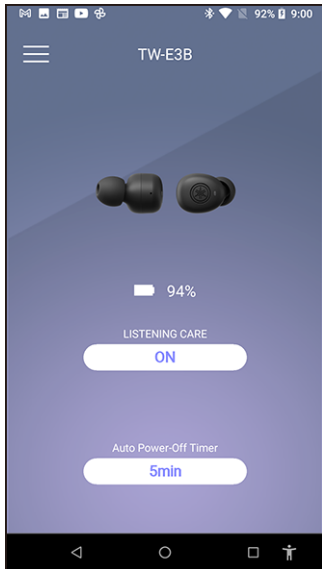 92% 9:00
TW-E3B
94%
LISTENING CARE
ON
Auto Power-Off Timer
5min